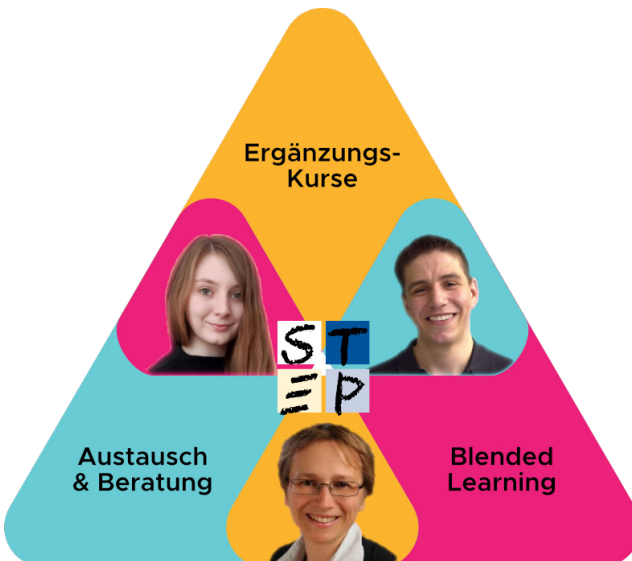 Ergänzungs-
Kurse
ST
EP
Austausch
& Beratung
Blended
Learning